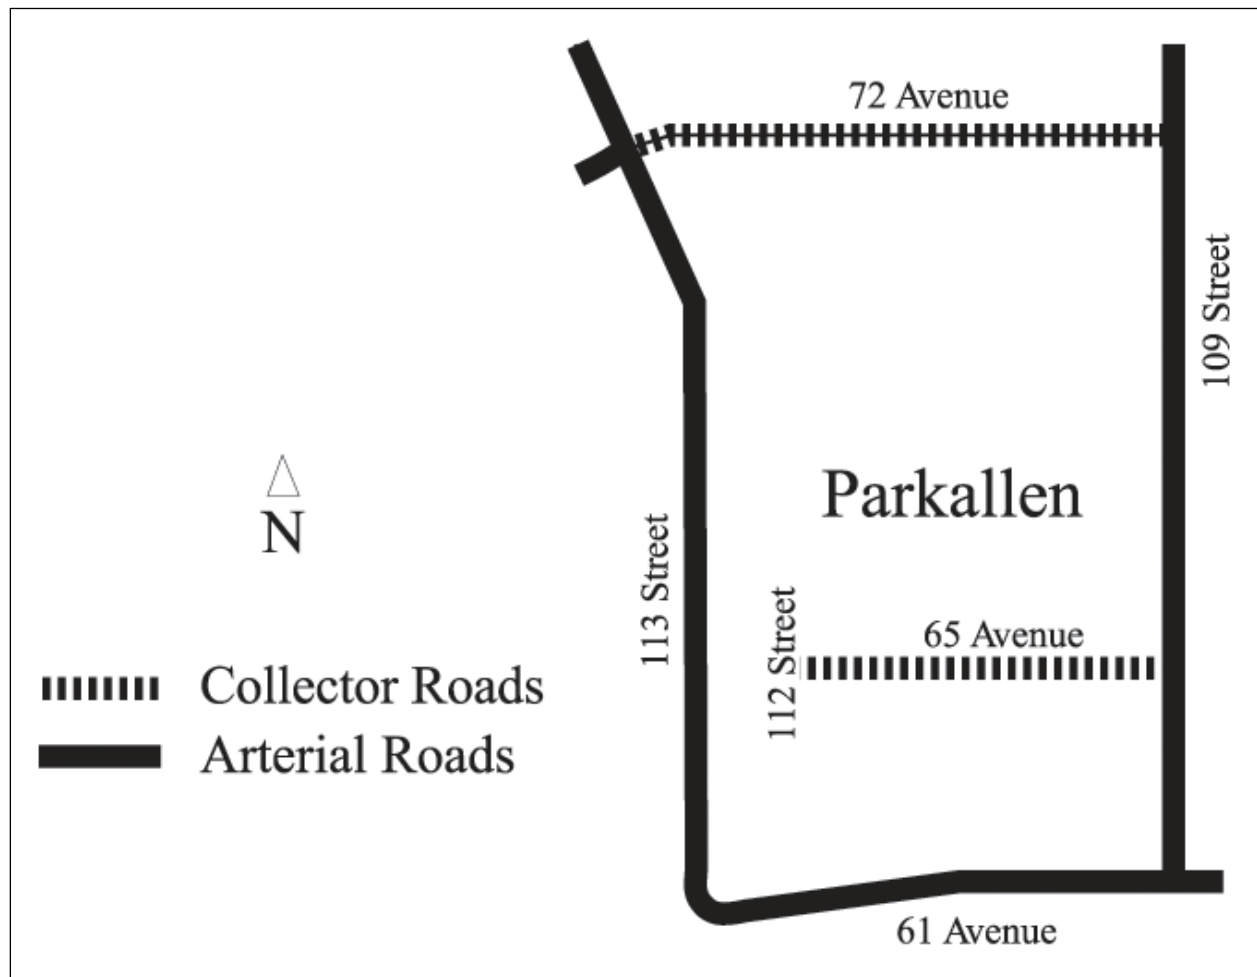 72 Avenue
109 Street
Parkallen
N
113 Street
65 Avenue
112 Street
Collector Roads
Arterial Roads
61 Avenue